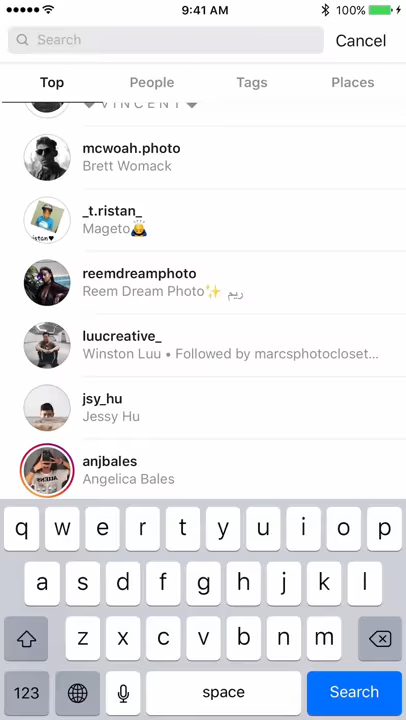 9:41 AM
100%
Search
Cancel
Top
People
Tags
Places
V I N C E N T
mcwoah.photo
Brett Womack
_t.ristan_
Mageto🙇
reemdreamphoto
Reem Dream Photo✨ ريم
luucreative_
Winston Luu • Followed by marcsphotocloset...
jsy_hu
Jessy Hu
anjbales
Angelica Bales
q w e r t y u i o p
a s d f g h j k l
z x c v b n m
123
space
Search